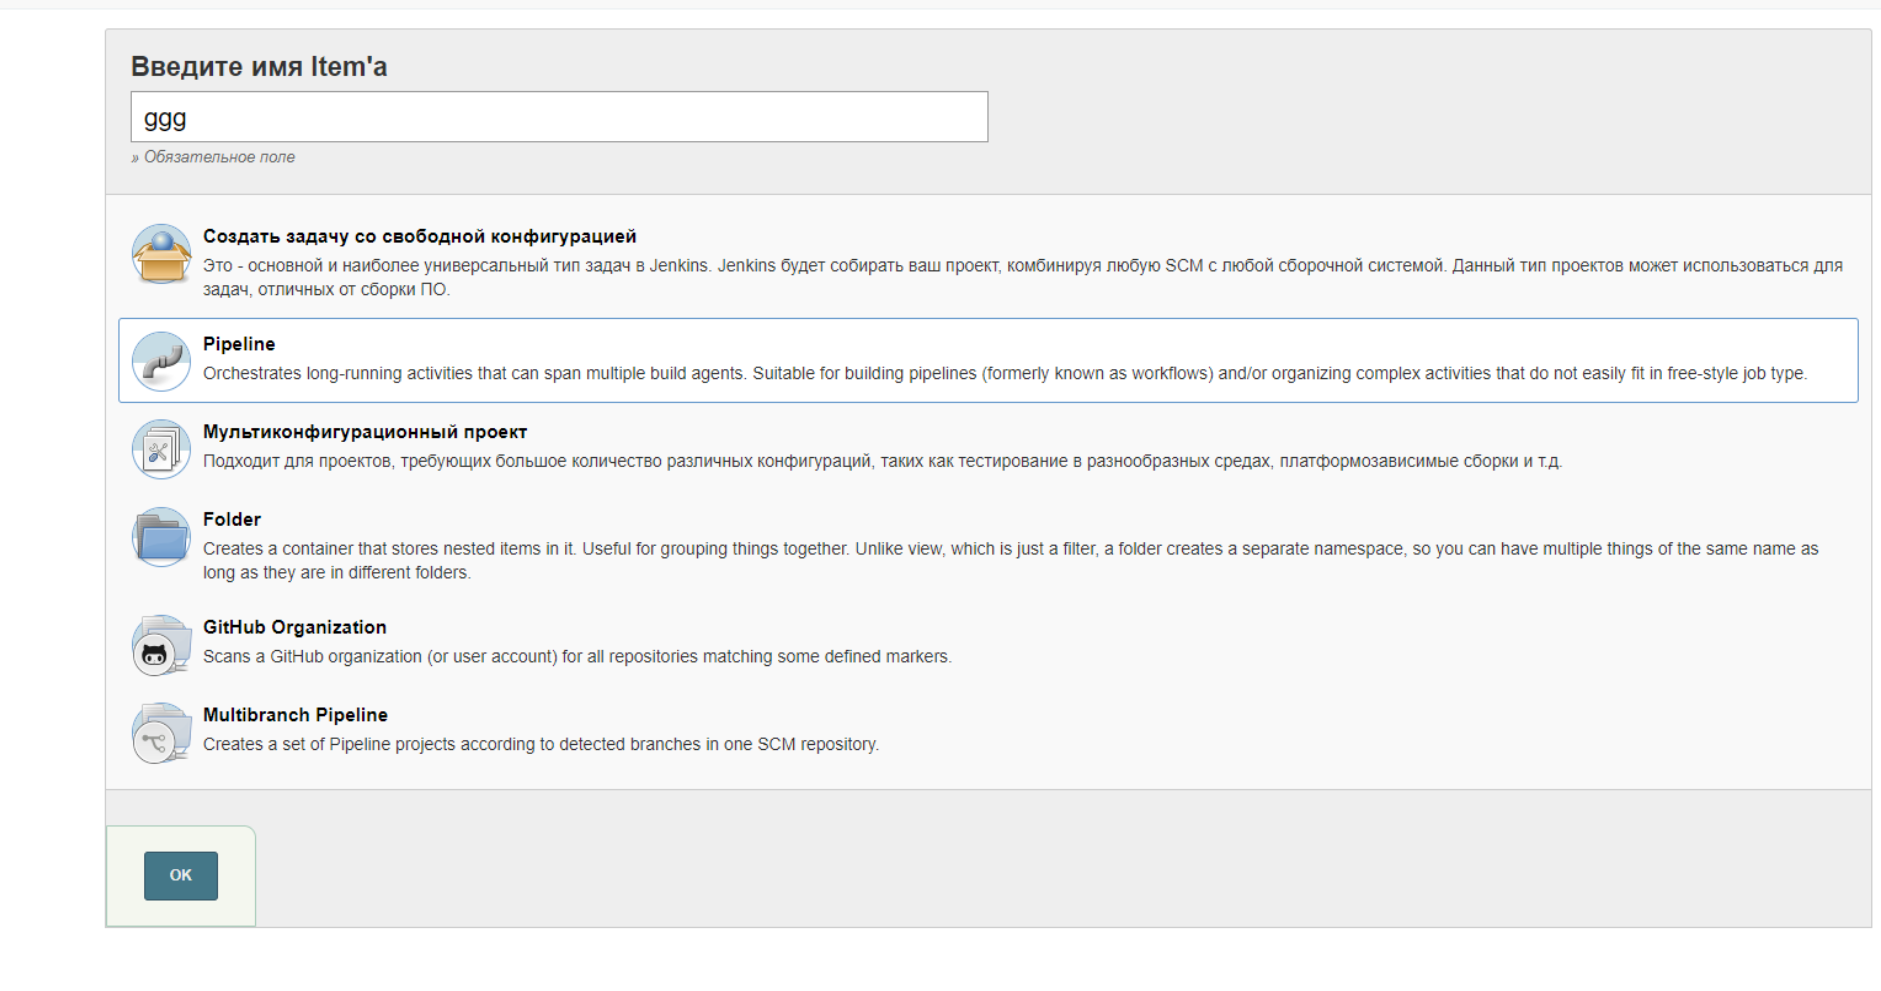 Введите имя Item'a
ggg
» Обязательное поле
Создать задачу со свободной конфигурацией
Это - основной и наиболее универсальный тип задач в Jenkins. Jenkins будет собирать ваш проект, комбинируя любую SCM с любой сборочной системой. Данный тип проектов может использоваться для
задач, отличных от сборки ПО.
Pipeline
Orchestrates long-running activities that can span multiple build agents. Suitable for building pipelines (formerly known as workflows) and/or organizing complex activities that do not easily fit in free-style job type.
Мультиконфигурационный проект
Подходит для проектов, требующих большое количество различных конфигураций, таких как тестирование в разнообразных средах, платформозависимые сборки и т.д.
Folder
Creates a container that stores nested items in it. Useful for grouping things together. Unlike view, which is just a filter, a folder creates a separate namespace, so you can have multiple things of the same name as
long as they are in different folders.
GitHub Organization
Scans a GitHub organization (or user account) for all repositories matching some defined markers.
Multibranch Pipeline
Creates a set of Pipeline projects according to detected branches in one SCM repository.
OK